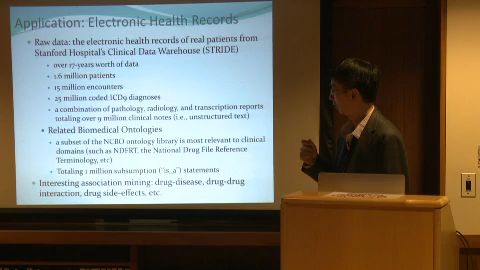 Application: Electronic Health Records
• Raw data: the electronic health records of real patients from
Stanford Hospital's Clinical Data Warehouse (STRIDE)
• over 17-years worth of data
• 1.6 million patients
• 15 million encounters
• 25 million coded ICD9 diagnoses
• a combination of pathology, radiology, and transcription reports
totaling over 9 million clinical notes (i.e., unstructured text)
• Related Biomedical Ontologies
• a subset of the NCBO ontology library is most relevant to clinical
domains (such as NDFRT, the National Drug File Reference
Terminology, etc)
• Totaling 1 million subsumption ("is_a") statements
• Interesting association mining: drug-disease, drug-drug
interaction, drug side-effects, etc.